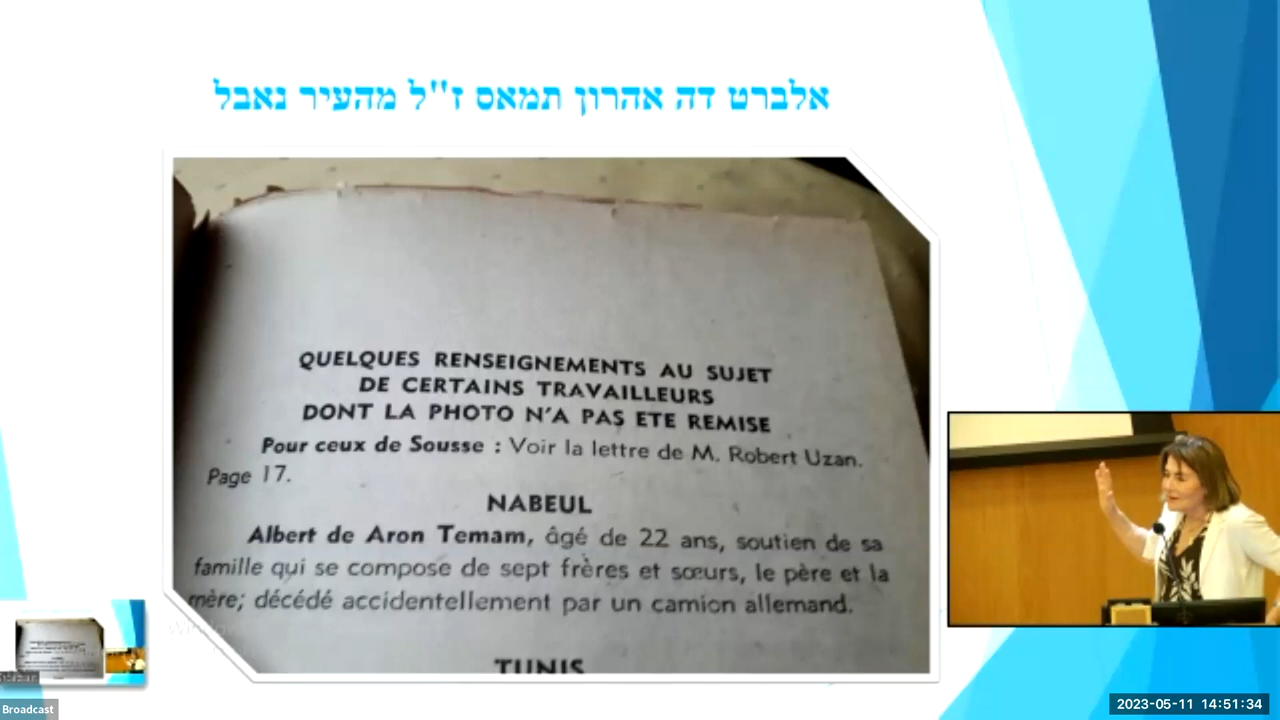 אלברט דה אהרון תמאס ז''ל מהעיר נאבל
QUELQUES RENSEIGNEMENTS AU SUJET
DE CERTAINS TRAVAILLEURS
DONT LA PHOTO N'A PAS ETE REMISE
Pour ceux de Sousse : Voir la lettre de M. Robert Uzan.
Page 17.
NABEUL
Albert de Aron Temam, âgé de 22 ans, soutien de sa
famille qui se compose de sept frères et sœurs, le père et la
mère; décédé accidentellement par un camion allemand.
TUNIS
Broadcast
2023-05-11 14:51:34